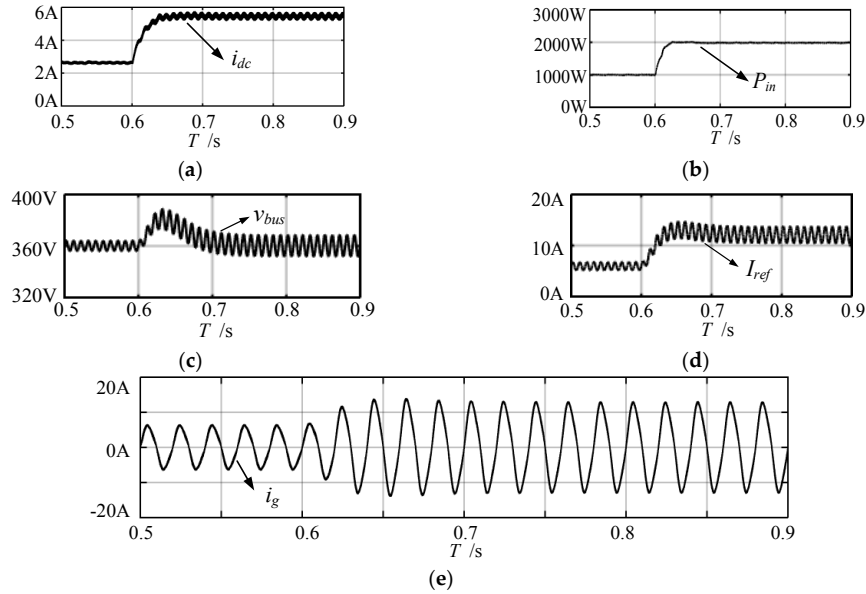 6A
4A
2A
0A
i_dc
0.5 0.6 0.7 0.8 0.9
T /s
(a)
3000W
2000W
1000W
0W
P_in
0.5 0.6 0.7 0.8 0.9
T /s
(b)
400V
360V
320V
v_bus
0.5 0.6 0.7 0.8 0.9
T /s
(c)
20A
10A
0A
I_ref
0.5 0.6 0.7 0.8 0.9
T /s
(d)
20A
0A
-20A
i_g
0.5 0.6 0.7 0.8 0.9
T /s
(e)